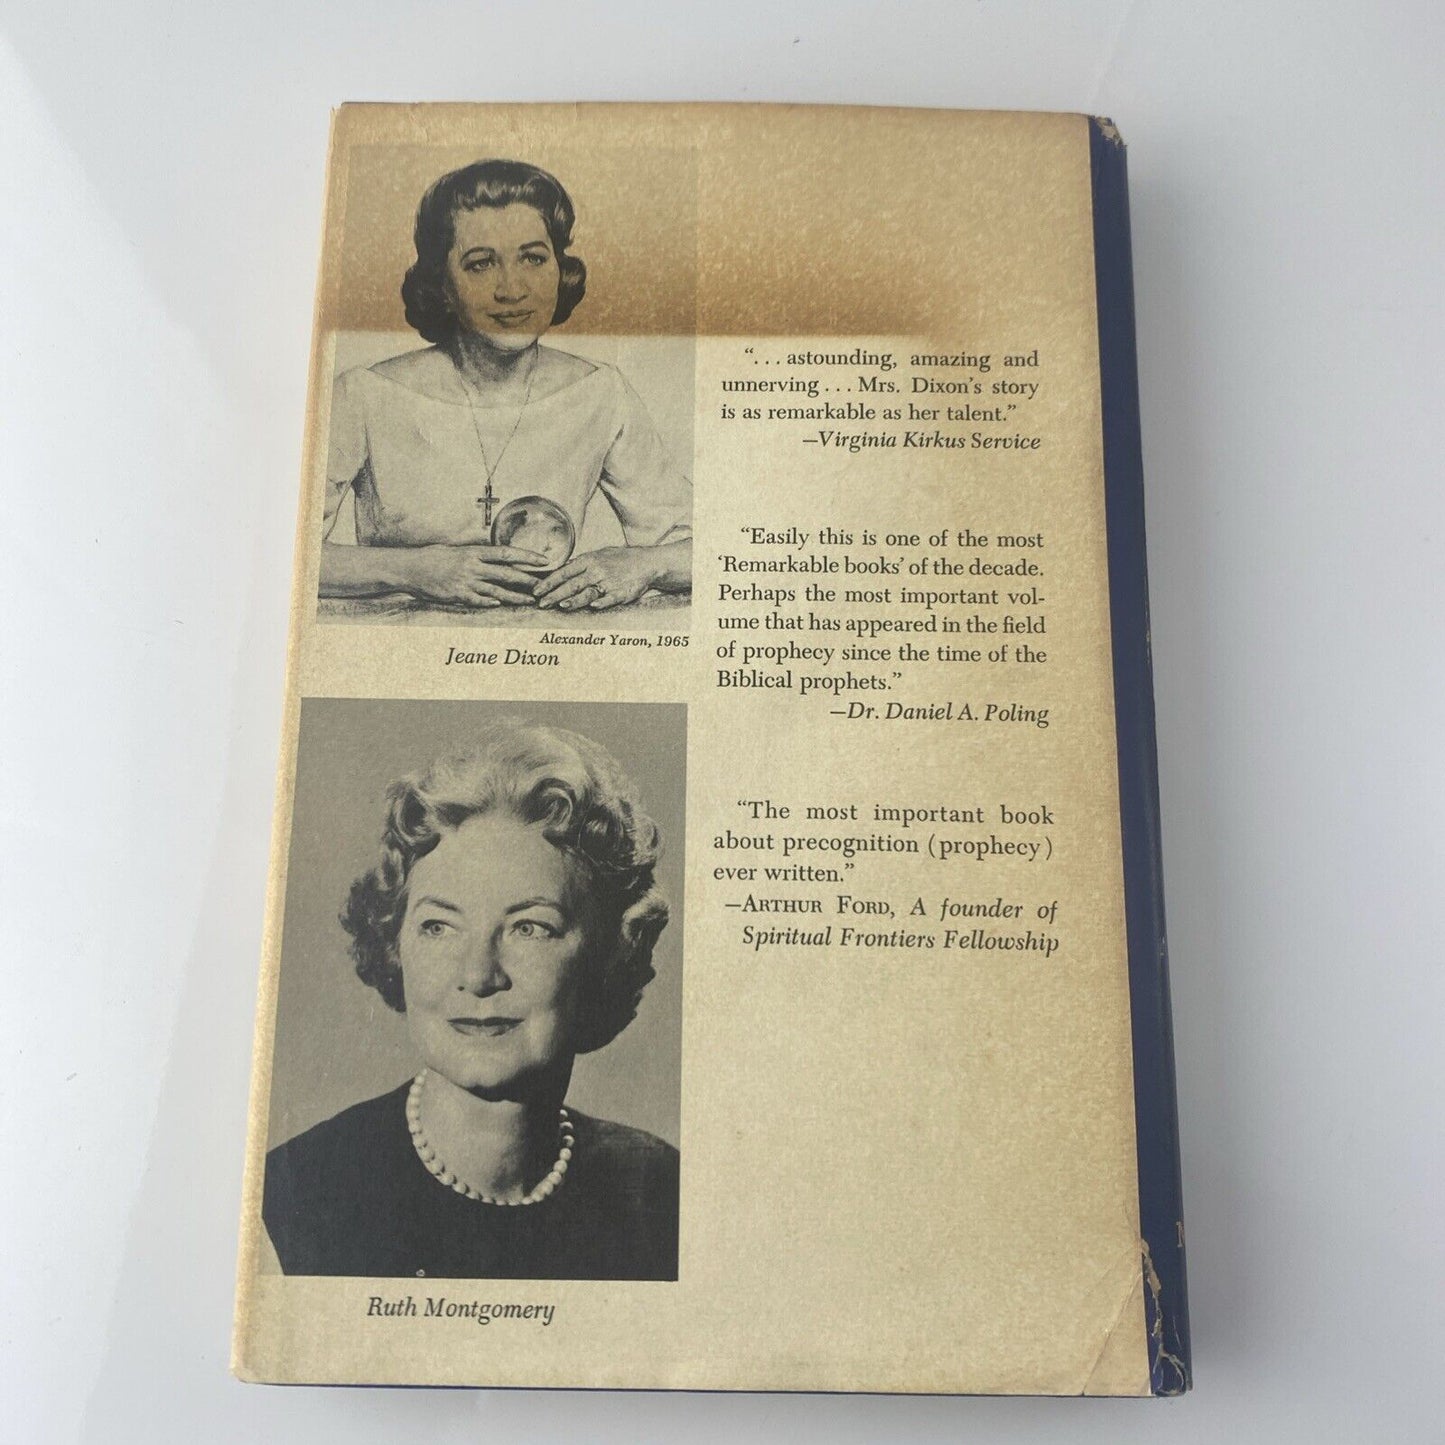 “. . . astounding, amazing and
unnerving . . . Mrs. Dixon’s story
is as remarkable as her talent.”
—Virginia Kirkus Service
“Easily this is one of the most
‘Remarkable books’ of the decade.
Perhaps the most important vol-
ume that has appeared in the field
of prophecy since the time of the
Biblical prophets.”
—Dr. Daniel A. Poling
“The most important book
about precognition (prophecy)
ever written.”
—ARTHUR FORD, A founder of
Spiritual Frontiers Fellowship
Alexander Yaron, 1965
Jeane Dixon
Ruth Montgomery